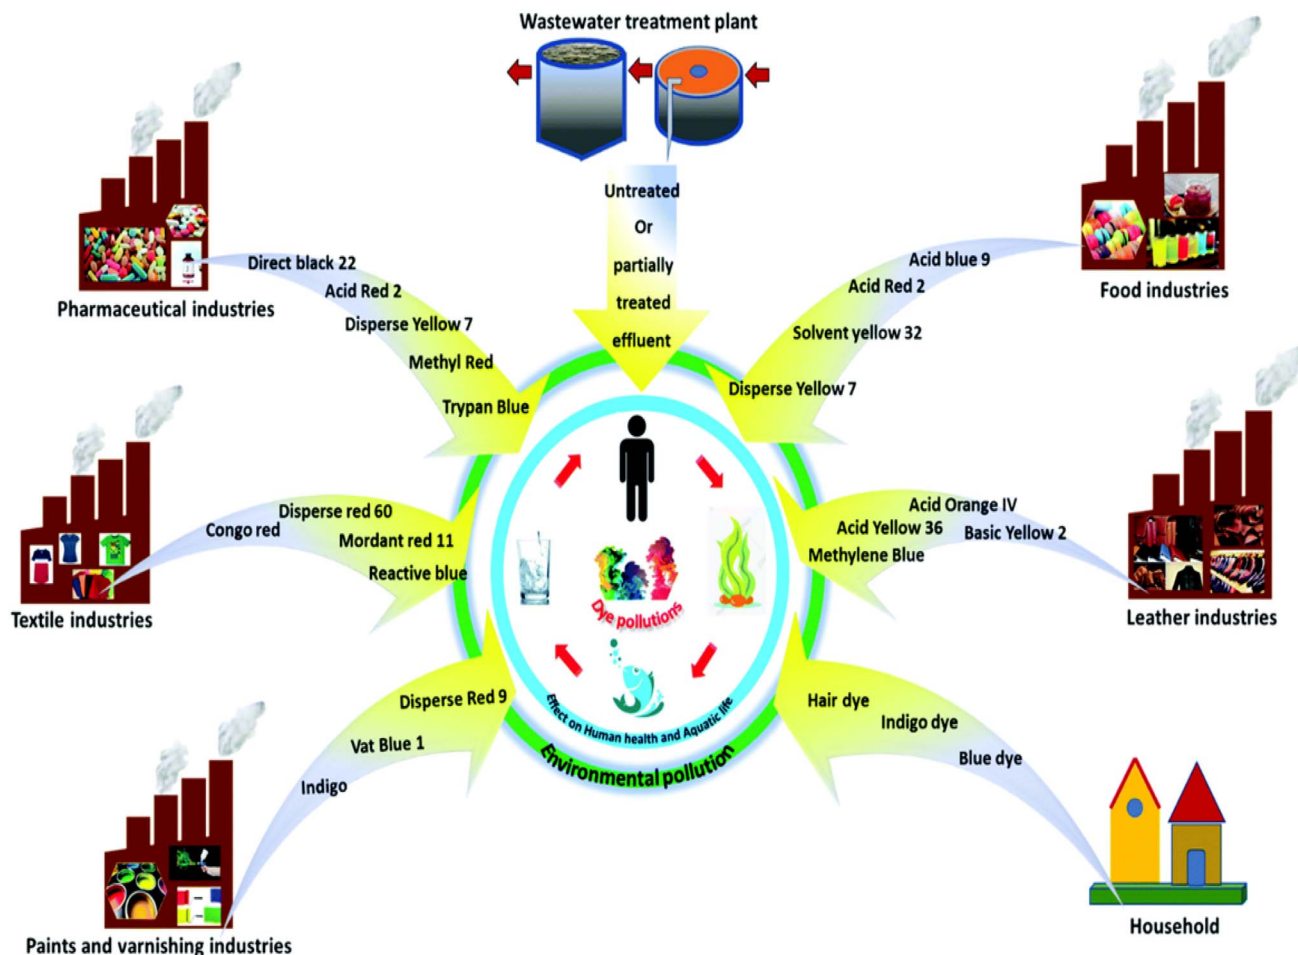 Wastewater treatment plant
Untreated
Or
partially
treated
effluent
Direct black 22
Acid Red 2
Disperse Yellow 7
Methyl Red
Trypan Blue
Pharmaceutical industries
Acid blue 9
Acid Red 2
Solvent yellow 32
Disperse Yellow 7
Food industries
Congo red
Disperse red 60
Mordant red 11
Reactive blue
Textile industries
Acid Orange IV
Acid Yellow 36
Basic Yellow 2
Methylene Blue
Leather industries
Dye pollutions
Effect on Human health and Aquatic life
Environmental pollution
Disperse Red 9
Vat Blue 1
Indigo
Paints and varnishing industries
Hair dye
Indigo dye
Blue dye
Household